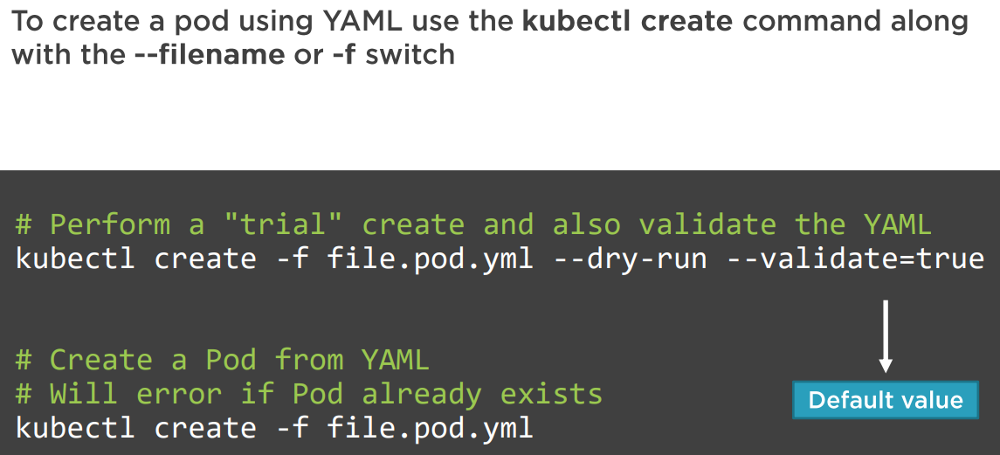 To create a pod using YAML use the kubectl create command along
with the --filename or -f switch
# Perform a "trial" create and also validate the YAML
kubectl create -f file.pod.yml --dry-run --validate=true
# Create a Pod from YAML
# Will error if Pod already exists
kubectl create -f file.pod.yml
Default value